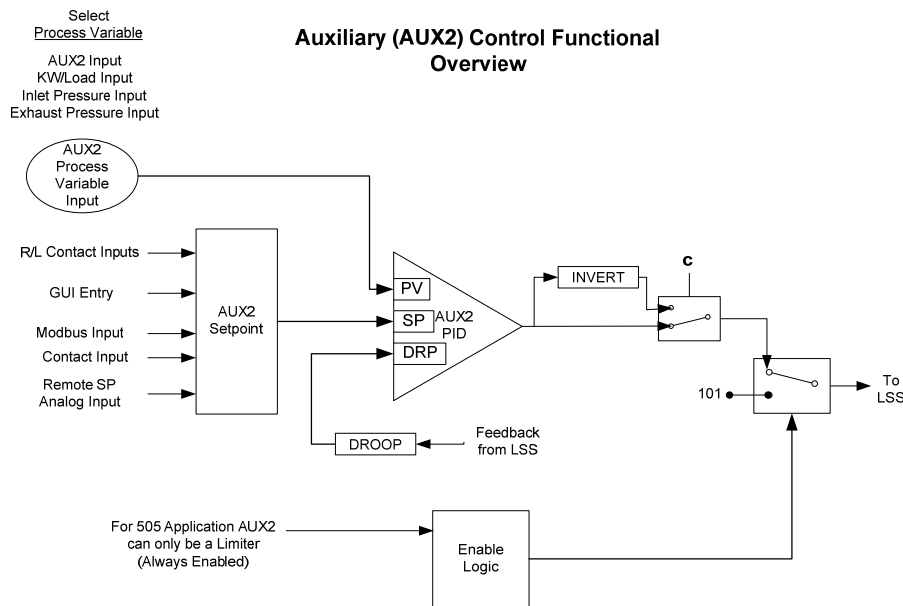 Select
Process Variable
AUX2 Input
KW/Load Input
Inlet Pressure Input
Exhaust Pressure Input
Auxiliary (AUX2) Control Functional
Overview
AUX2
Process
Variable
Input
R/L Contact Inputs
GUI Entry
Modbus Input
Contact Input
Remote SP
Analog Input
AUX2
Setpoint
PV
SP
DRP
AUX2
PID
INVERT
C
101
To
LSS
DROOP
Feedback
from LSS
For 505 Application AUX2
can only be a Limiter
(Always Enabled)
Enable
Logic